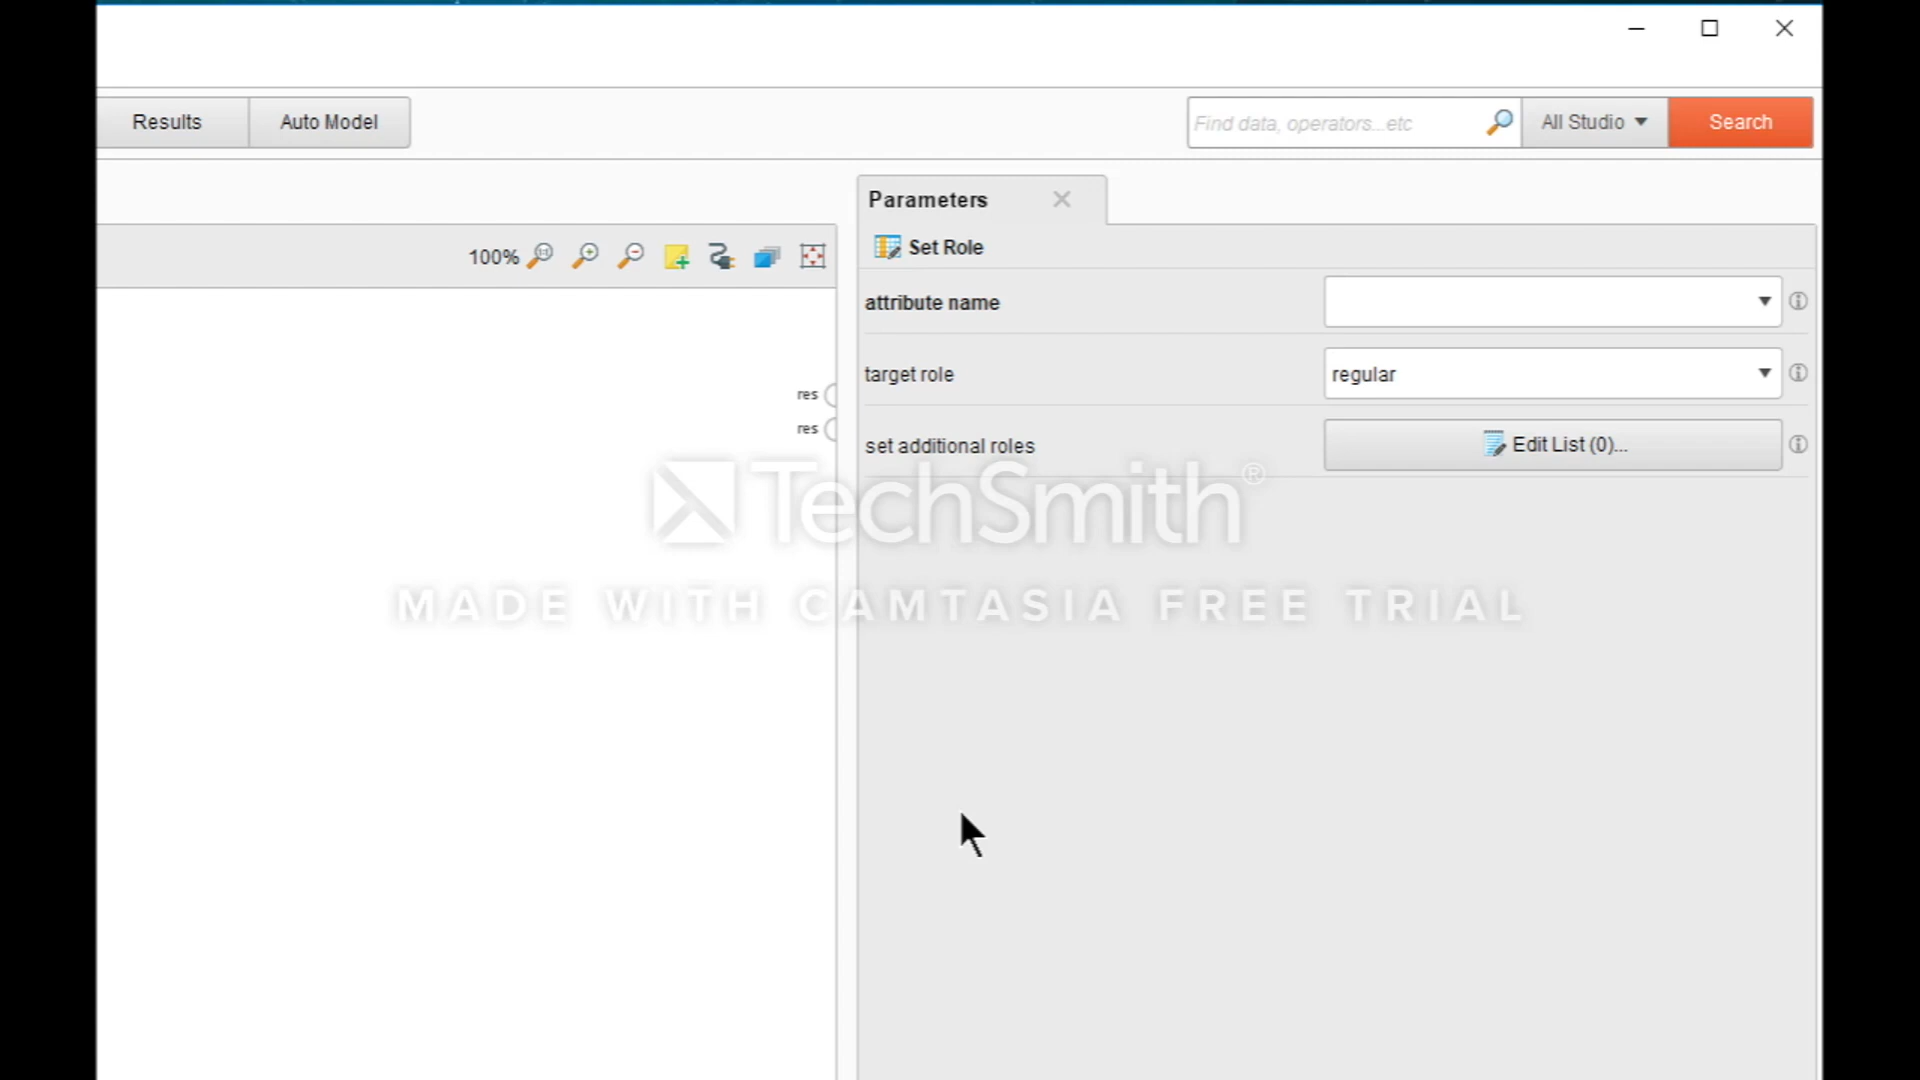 Results
Auto Model
Find data, operators...etc
All Studio
Search
Parameters
Set Role
100%
attribute name
target role
regular
res
res
set additional roles
Edit List (0)...
TechSmith®
MADE WITH CAMTASIA FREE TRIAL